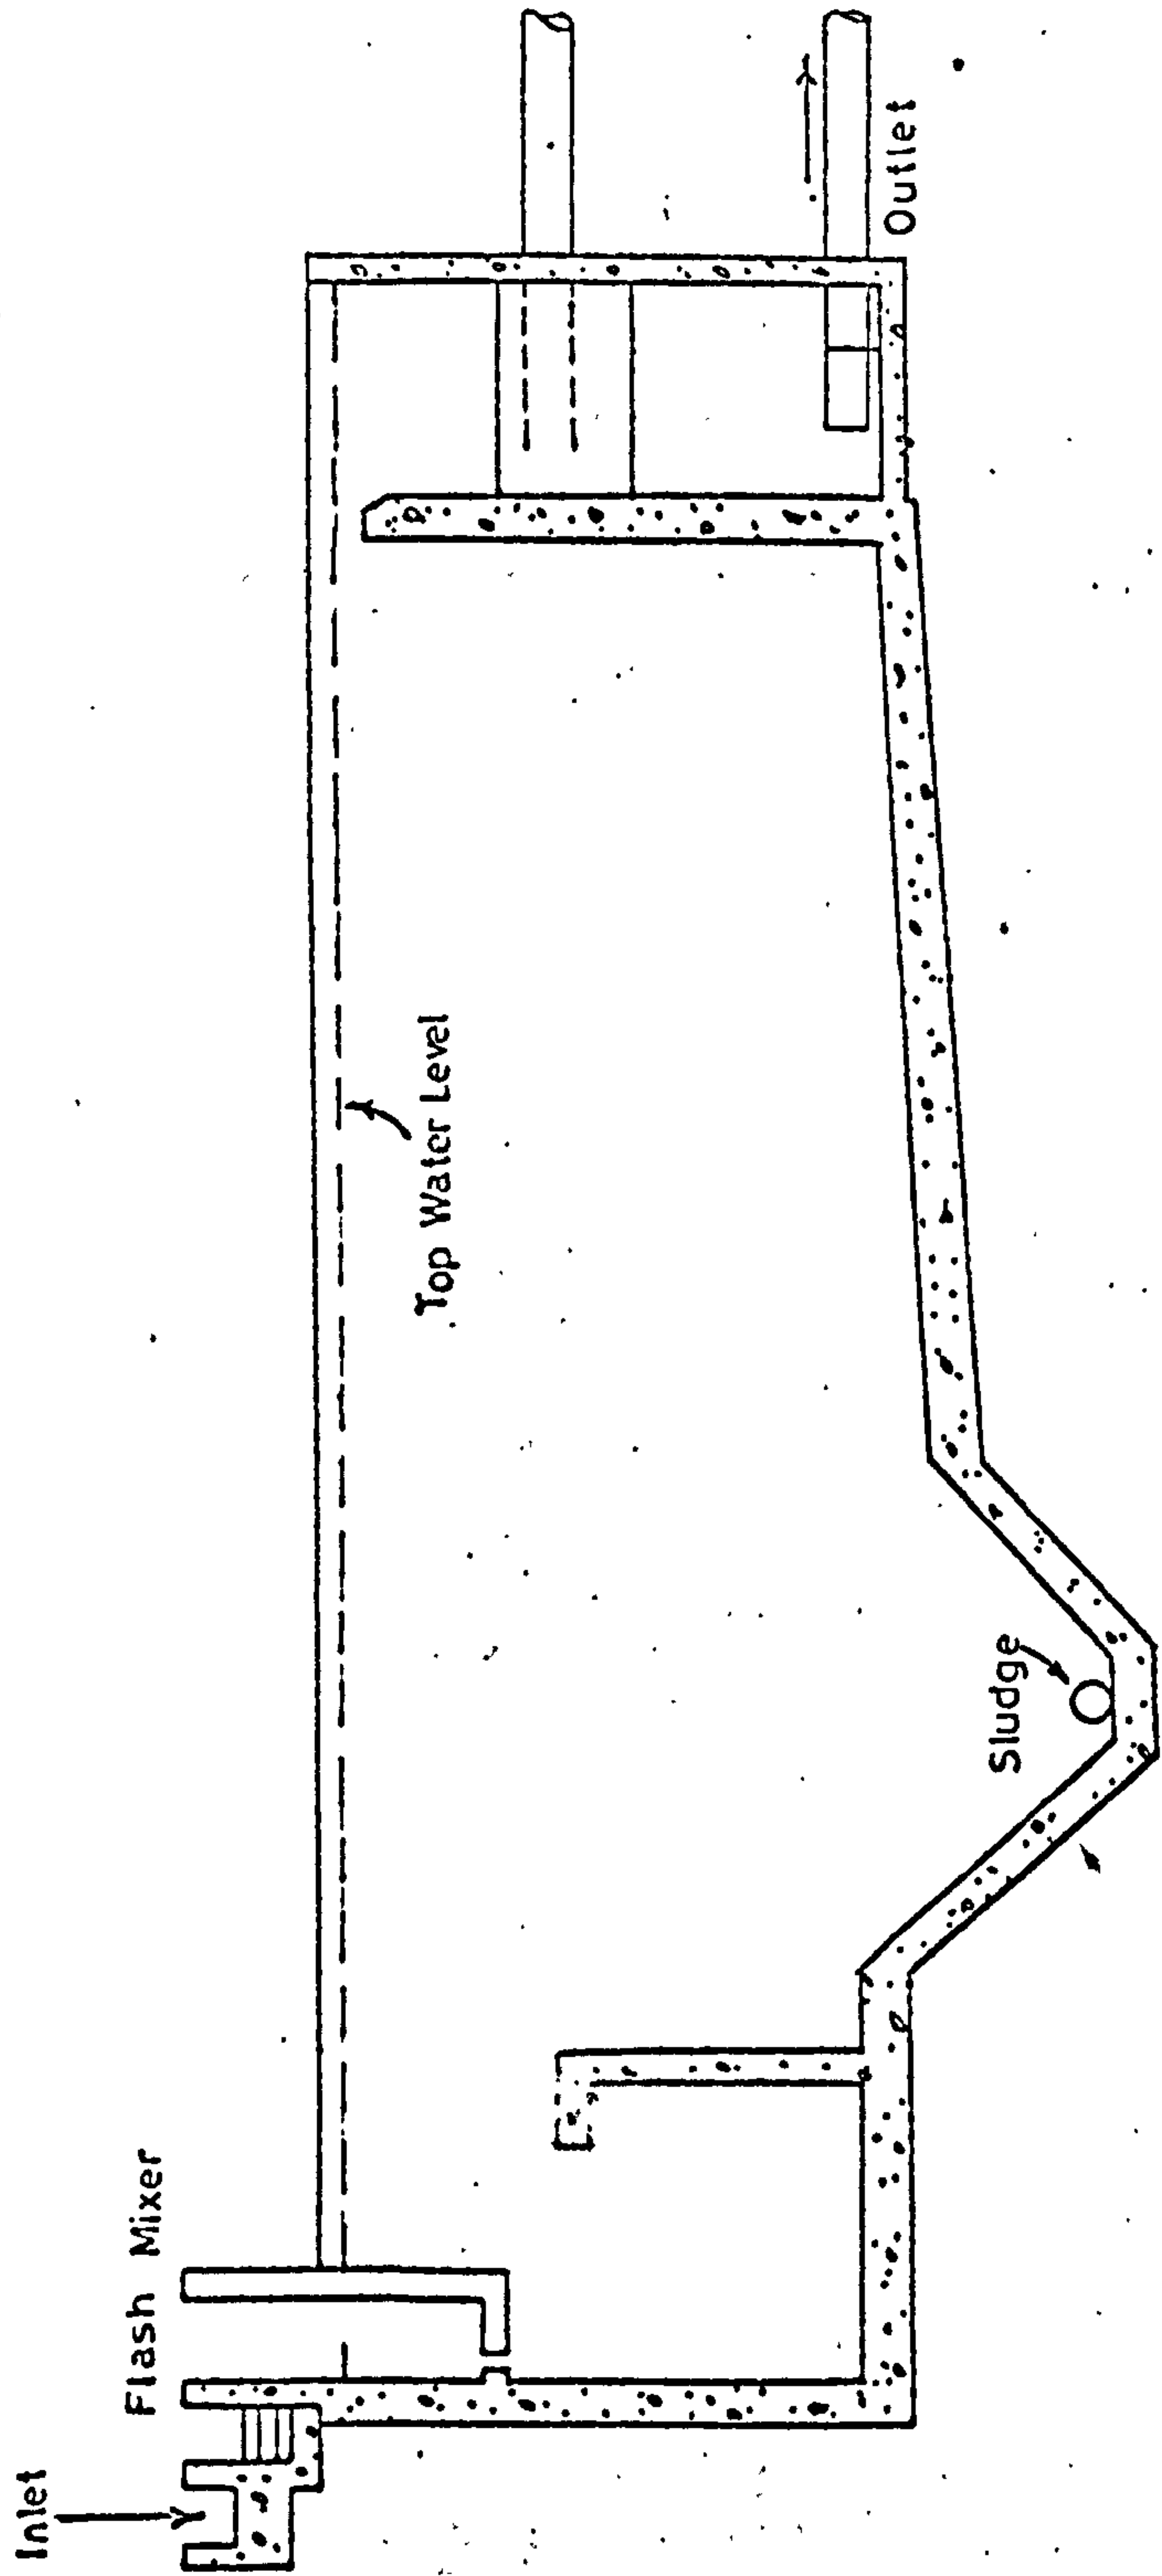 Inlet
Flash Mixer
Top Water Level
Sludge
Outlet